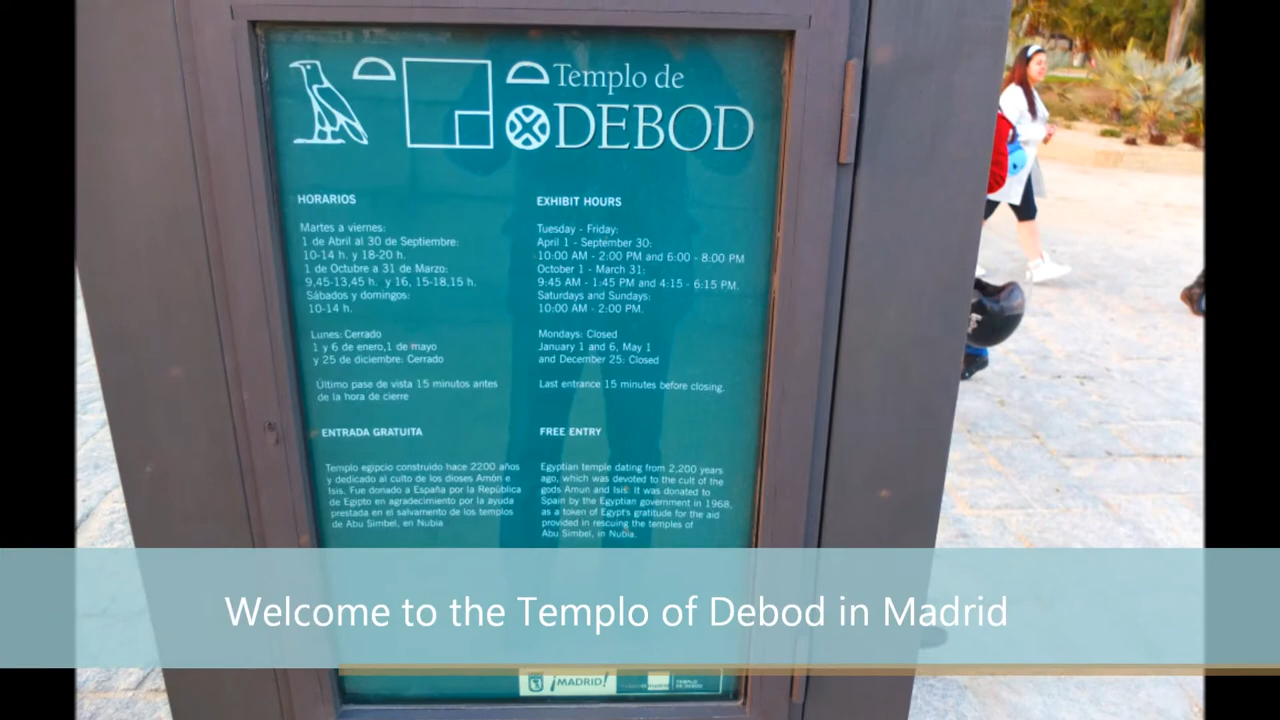 Templo de
DEBOD
HORARIOS
Martes a viernes:
1 de Abril al 30 de Septiembre:
10-14 h. y 18-20 h.
1 de Octubre a 31 de Marzo:
9,45-13,45 h. y 16, 15-18,15 h.
Sábados y domingos:
10-14 h.
Lunes: Cerrado
1 y 6 de enero,1 de mayo
y 25 de diciembre: Cerrado
Último pase de vista 15 minutos antes
de la hora de cierre
ENTRADA GRATUITA
Templo egipcio construido hace 2200 años
y dedicado al culto de los dioses Amón e
Isis. Fue donado a España por la República
de Egipto en agradecimiento por la ayuda
prestada en el salvamento de los templos
de Abu Simbel, en Nubia
EXHIBIT HOURS
Tuesday - Friday:
April 1 - September 30:
10:00 AM - 2:00 PM and 6:00 - 8:00 PM
October 1 - March 31:
9:45 AM - 1:45 PM and 4:15 - 6:15 PM.
Saturdays and Sundays:
10:00 AM - 2:00 PM.
Mondays: Closed
January 1 and 6, May 1
and December 25: Closed
Last entrance 15 minutes before closing.
FREE ENTRY
Egyptian temple dating from 2,200 years
ago, which was devoted to the cult of the
gods Amun and Isis. It was donated to
Spain by the Egyptian government in 1968,
as a token of Egypt's gratitude for the aid
provided in rescuing the temples of
Abu Simbel, in Nubia.
Welcome to the Templo of Debod in Madrid
¡MADRID!
TEMPLO
DE DEBOD